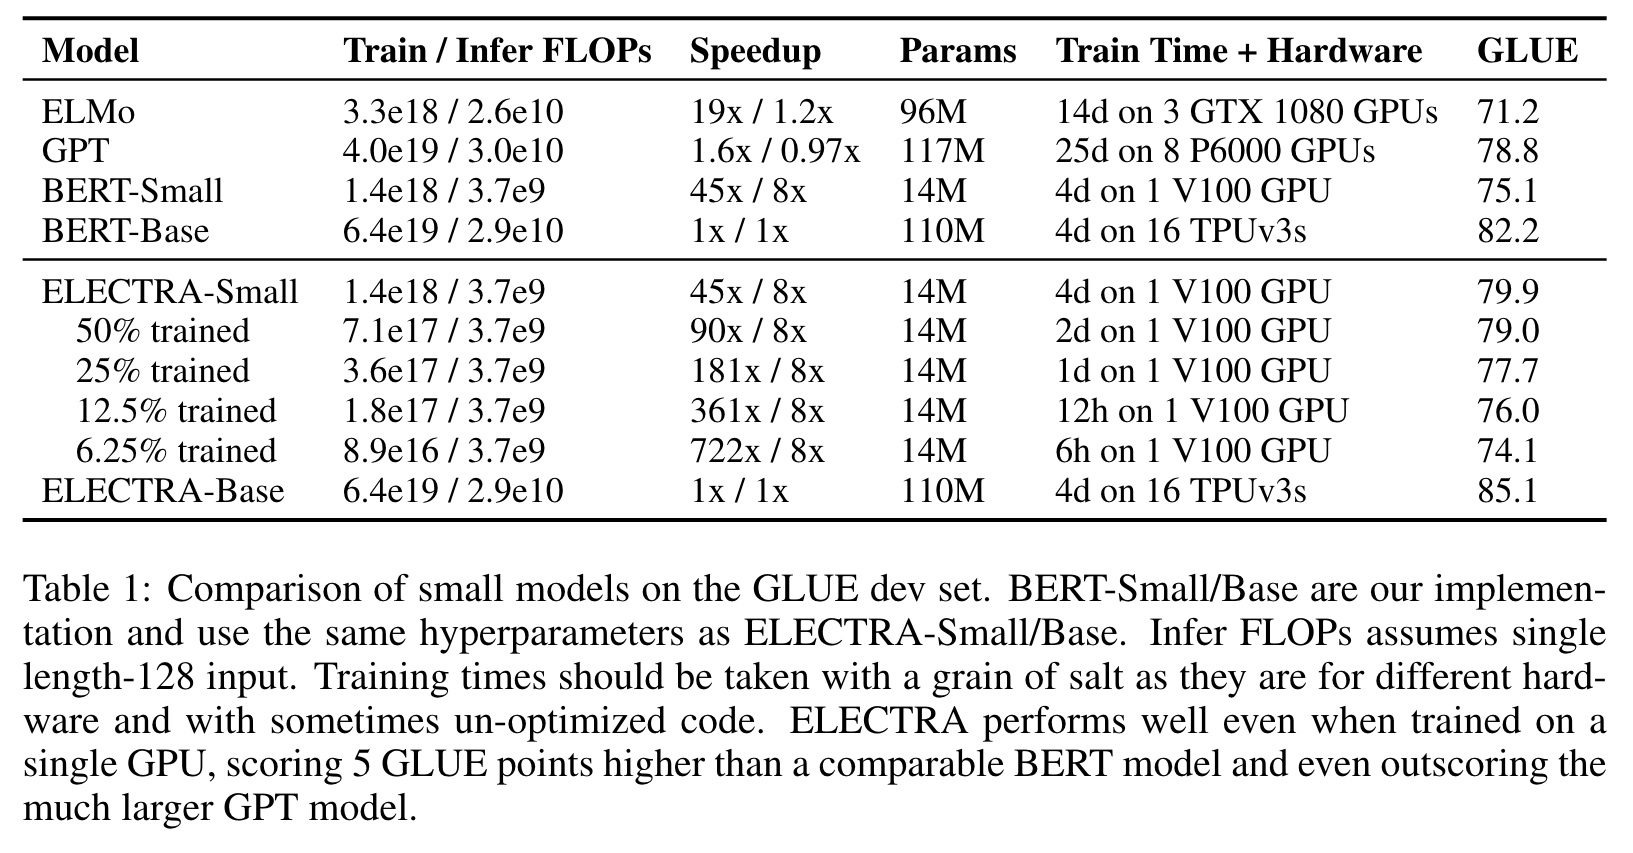 Model Train / Infer FLOPs Speedup Params Train Time + Hardware GLUE
ELMo 3.3e18 / 2.6e10 19x / 1.2x 96M 14d on 3 GTX 1080 GPUs 71.2
GPT 4.0e19 / 3.0e10 1.6x / 0.97x 117M 25d on 8 P6000 GPUs 78.8
BERT-Small 1.4e18 / 3.7e9 45x / 8x 14M 4d on 1 V100 GPU 75.1
BERT-Base 6.4e19 / 2.9e10 1x / 1x 110M 4d on 16 TPUv3s 82.2
ELECTRA-Small 1.4e18 / 3.7e9 45x / 8x 14M 4d on 1 V100 GPU 79.9
50% trained 7.1e17 / 3.7e9 90x / 8x 14M 2d on 1 V100 GPU 79.0
25% trained 3.6e17 / 3.7e9 181x / 8x 14M 1d on 1 V100 GPU 77.7
12.5% trained 1.8e17 / 3.7e9 361x / 8x 14M 12h on 1 V100 GPU 76.0
6.25% trained 8.9e16 / 3.7e9 722x / 8x 14M 6h on 1 V100 GPU 74.1
ELECTRA-Base 6.4e19 / 2.9e10 1x / 1x 110M 4d on 16 TPUv3s 85.1
Table 1: Comparison of small models on the GLUE dev set. BERT-Small/Base are our implemen-
tation and use the same hyperparameters as ELECTRA-Small/Base. Infer FLOPs assumes single
length-128 input. Training times should be taken with a grain of salt as they are for different hard-
ware and with sometimes un-optimized code. ELECTRA performs well even when trained on a
single GPU, scoring 5 GLUE points higher than a comparable BERT model and even outscoring the
much larger GPT model.